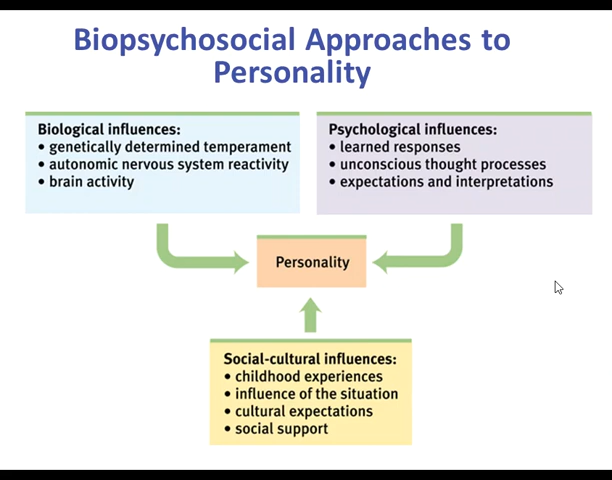 Biopsychosocial Approaches to
Personality
Biological influences:
• genetically determined temperament
• autonomic nervous system reactivity
• brain activity
Psychological influences:
• learned responses
• unconscious thought processes
• expectations and interpretations
Personality
Social-cultural influences:
• childhood experiences
• influence of the situation
• cultural expectations
• social support